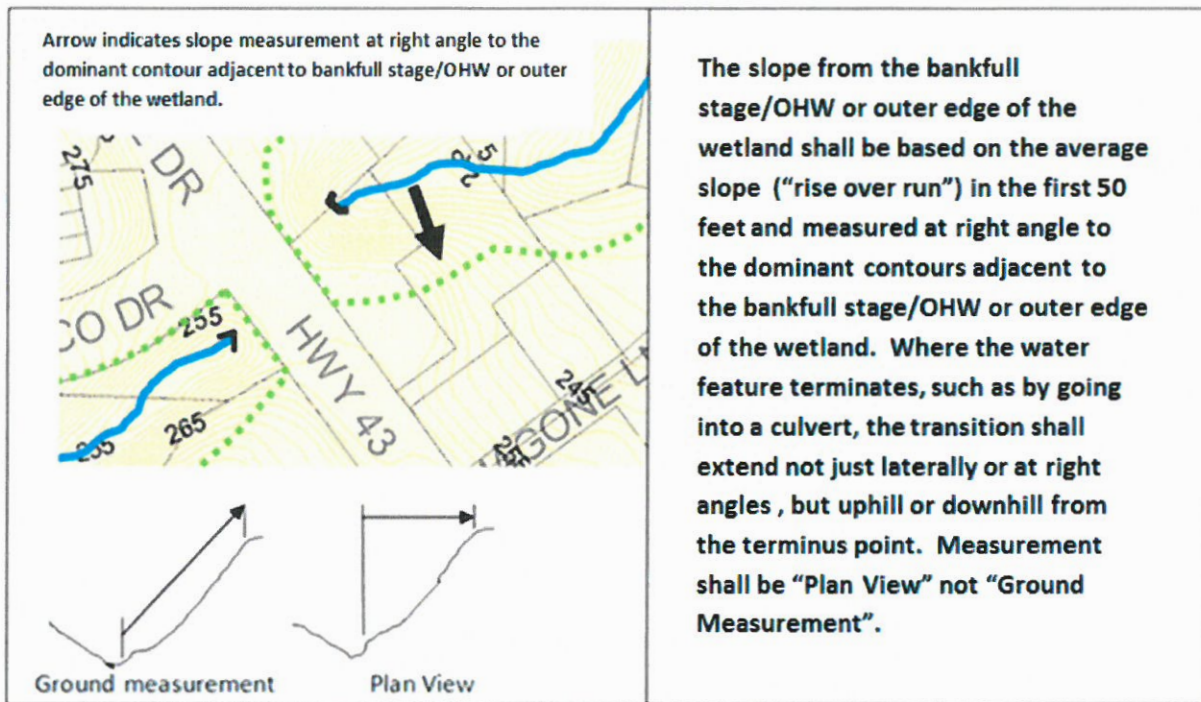 Arrow indicates slope measurement at right angle to the
dominant contour adjacent to bankfull stage/OHW or outer
edge of the wetland.
275
DR
CO DR
255
255
265
HWY 43
245
GONE L
Ground measurement
Plan View
The slope from the bankfull
stage/OHW or outer edge of the
wetland shall be based on the average
slope ("rise over run") in the first 50
feet and measured at right angle to
the dominant contours adjacent to
the bankfull stage/OHW or outer edge
of the wetland. Where the water
feature terminates, such as by going
into a culvert, the transition shall
extend not just laterally or at right
angles , but uphill or downhill from
the terminus point. Measurement
shall be "Plan View" not "Ground
Measurement".